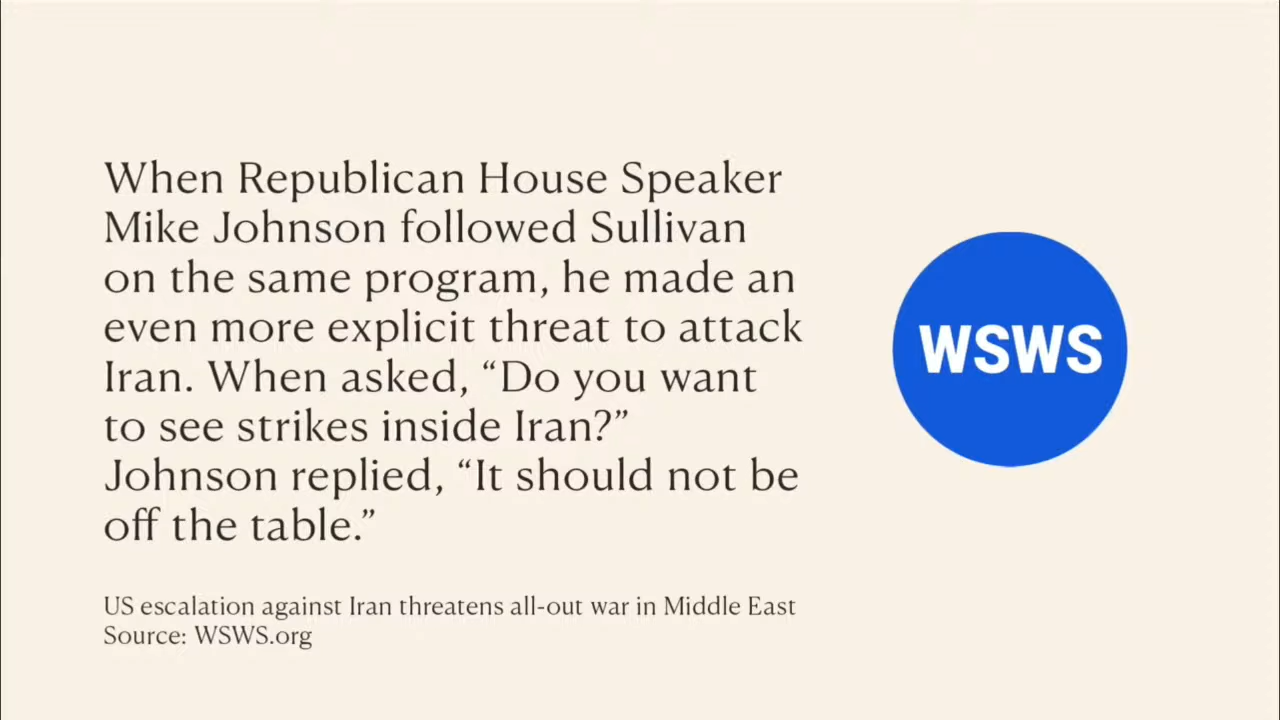 When Republican House Speaker
Mike Johnson followed Sullivan
on the same program, he made an
even more explicit threat to attack
Iran. When asked, “Do you want
to see strikes inside Iran?”
Johnson replied, “It should not be
off the table.”
WSWS
US escalation against Iran threatens all-out war in Middle East
Source: WSWS.org